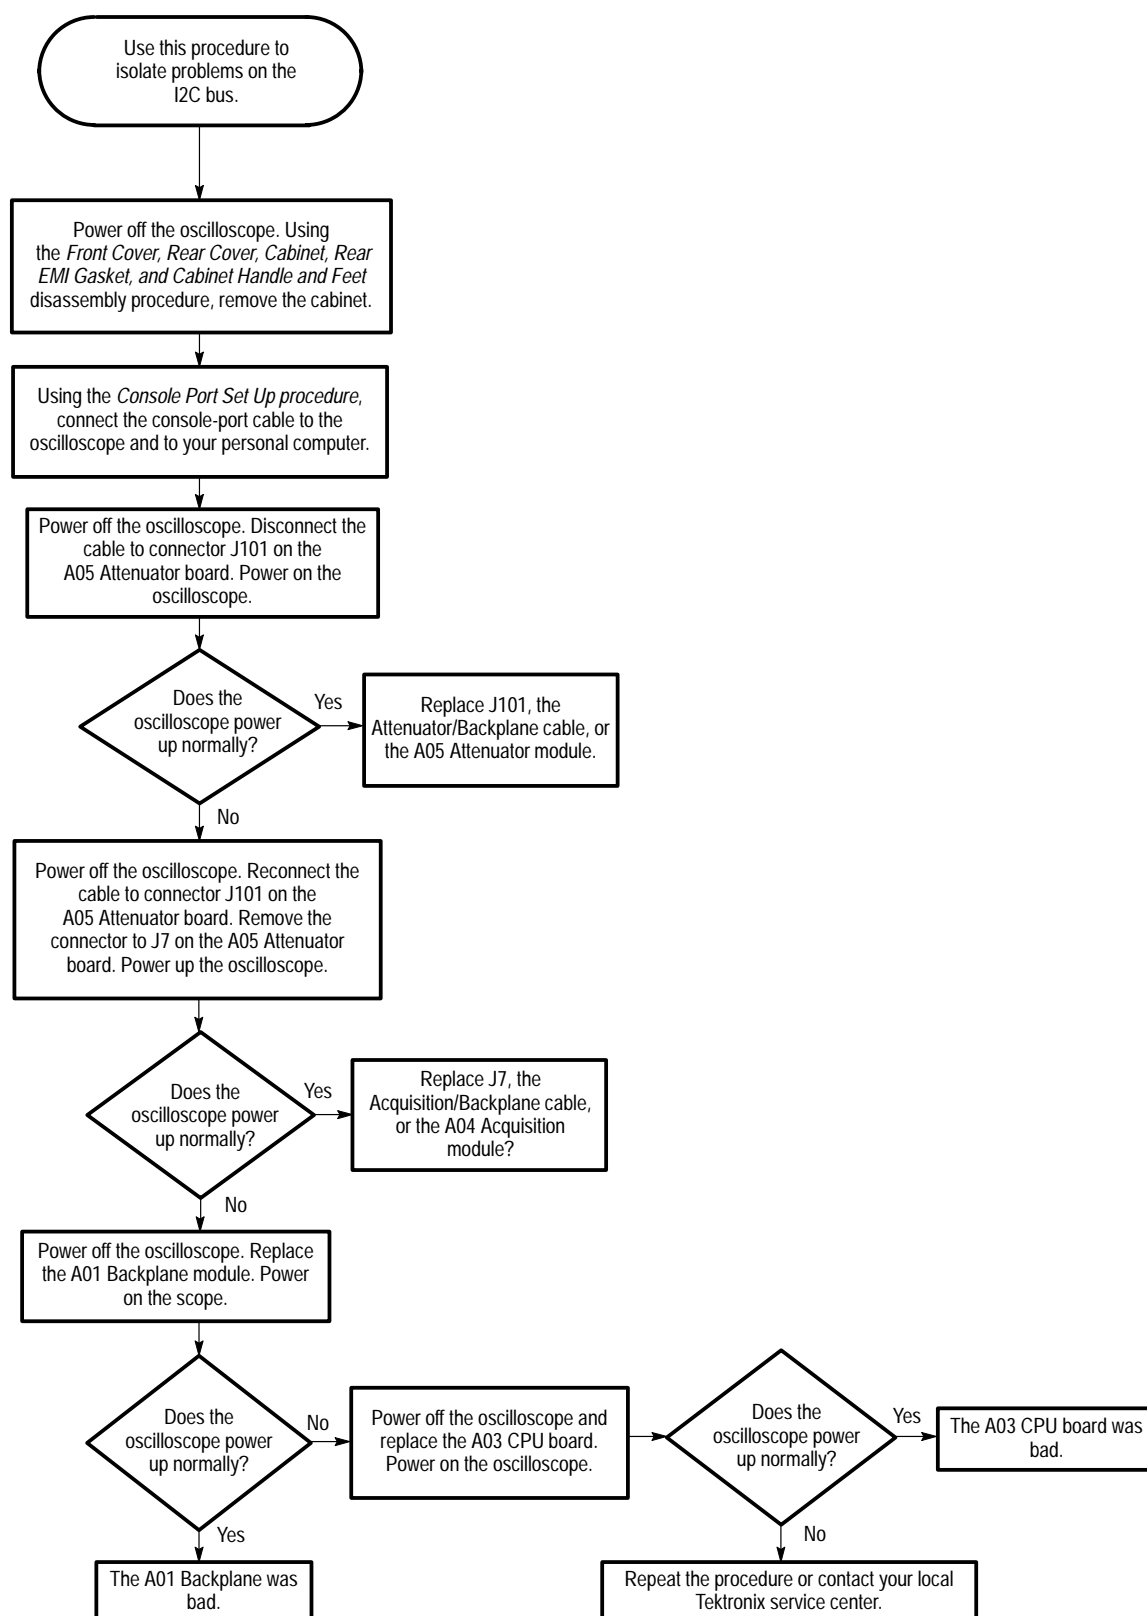 Use this procedure to
isolate problems on the
I2C bus.
Power off the oscilloscope. Using
the Front Cover, Rear Cover, Cabinet, Rear
EMI Gasket, and Cabinet Handle and Feet
disassembly procedure, remove the cabinet.
Using the Console Port Set Up procedure,
connect the console-port cable to the
oscilloscope and to your personal computer.
Power off the oscilloscope. Disconnect the
cable to connector J101 on the
A05 Attenuator board. Power on the
oscilloscope.
Does the
oscilloscope power
up normally?
Yes
Replace J101, the
Attenuator/Backplane cable, or
the A05 Attenuator module.
No
Power off the oscilloscope. Reconnect the
cable to connector J101 on the
A05 Attenuator board. Remove the
connector to J7 on the A05 Attenuator
board. Power up the oscilloscope.
Does the
oscilloscope power
up normally?
Yes
Replace J7, the
Acquisition/Backplane cable,
or the A04 Acquisition
module?
No
Power off the oscilloscope. Replace
the A01 Backplane module. Power
on the scope.
Does the
oscilloscope power
up normally?
No
Power off the oscilloscope and
replace the A03 CPU board.
Power on the oscilloscope.
Does the
oscilloscope power
up normally?
Yes
The A03 CPU board was
bad.
Yes
The A01 Backplane was
bad.
No
Repeat the procedure or contact your local
Tektronix service center.